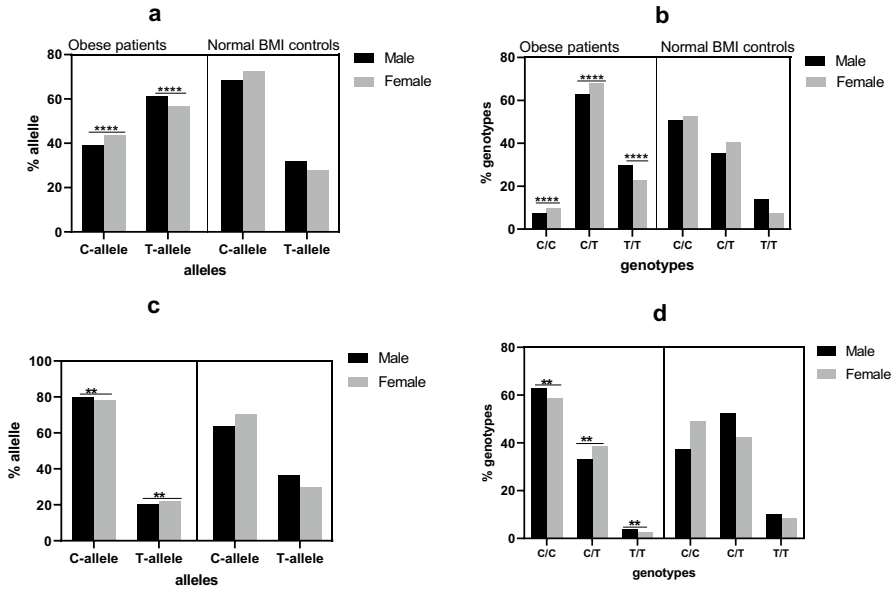 a
Obese patients Normal BMI controls
Male
Female
% allelle
80
60
40
20
0
**** ****
C-allele T-allele C-allele T-allele
alleles
b
Obese patients Normal BMI controls
Male
Female
% genotypes
80
60
40
20
0
**** **** ****
C/C C/T T/T C/C C/T T/T
genotypes
c
Male
Female
% allelle
100
80
60
40
20
0
** **
C-allele T-allele C-allele T-allele
alleles
d
Male
Female
% genotypes
80
60
40
20
0
** ** **
C/C C/T T/T C/C C/T T/T
genotypes